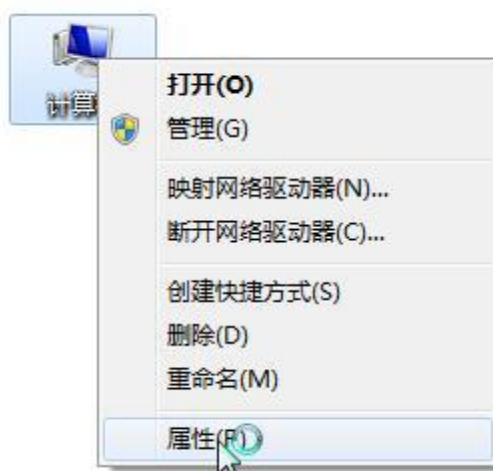 计算
打开(O)
管理(G)
映射网络驱动器(N)...
断开网络驱动器(C)...
创建快捷方式(S)
删除(D)
重命名(M)
属性(R)